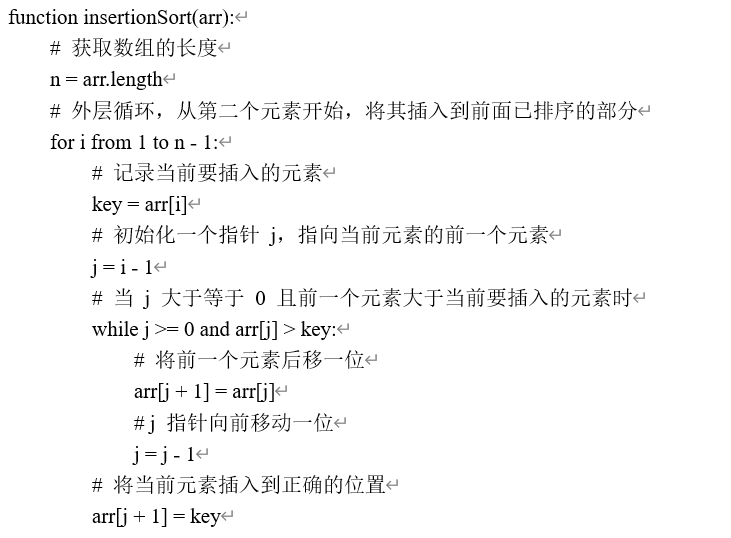 function insertionSort(arr):
# 获取数组的长度
n = arr.length
# 外层循环，从第二个元素开始，将其插入到前面已排序的部分
for i from 1 to n - 1:
# 记录当前要插入的元素
key = arr[i]
# 初始化一个指针 j，指向当前元素的前一个元素
j = i - 1
# 当 j 大于等于 0 且前一个元素大于当前要插入的元素时
while j >= 0 and arr[j] > key:
# 将前一个元素后移一位
arr[j + 1] = arr[j]
# j 指针向前移动一位
j = j - 1
# 将当前元素插入到正确的位置
arr[j + 1] = key